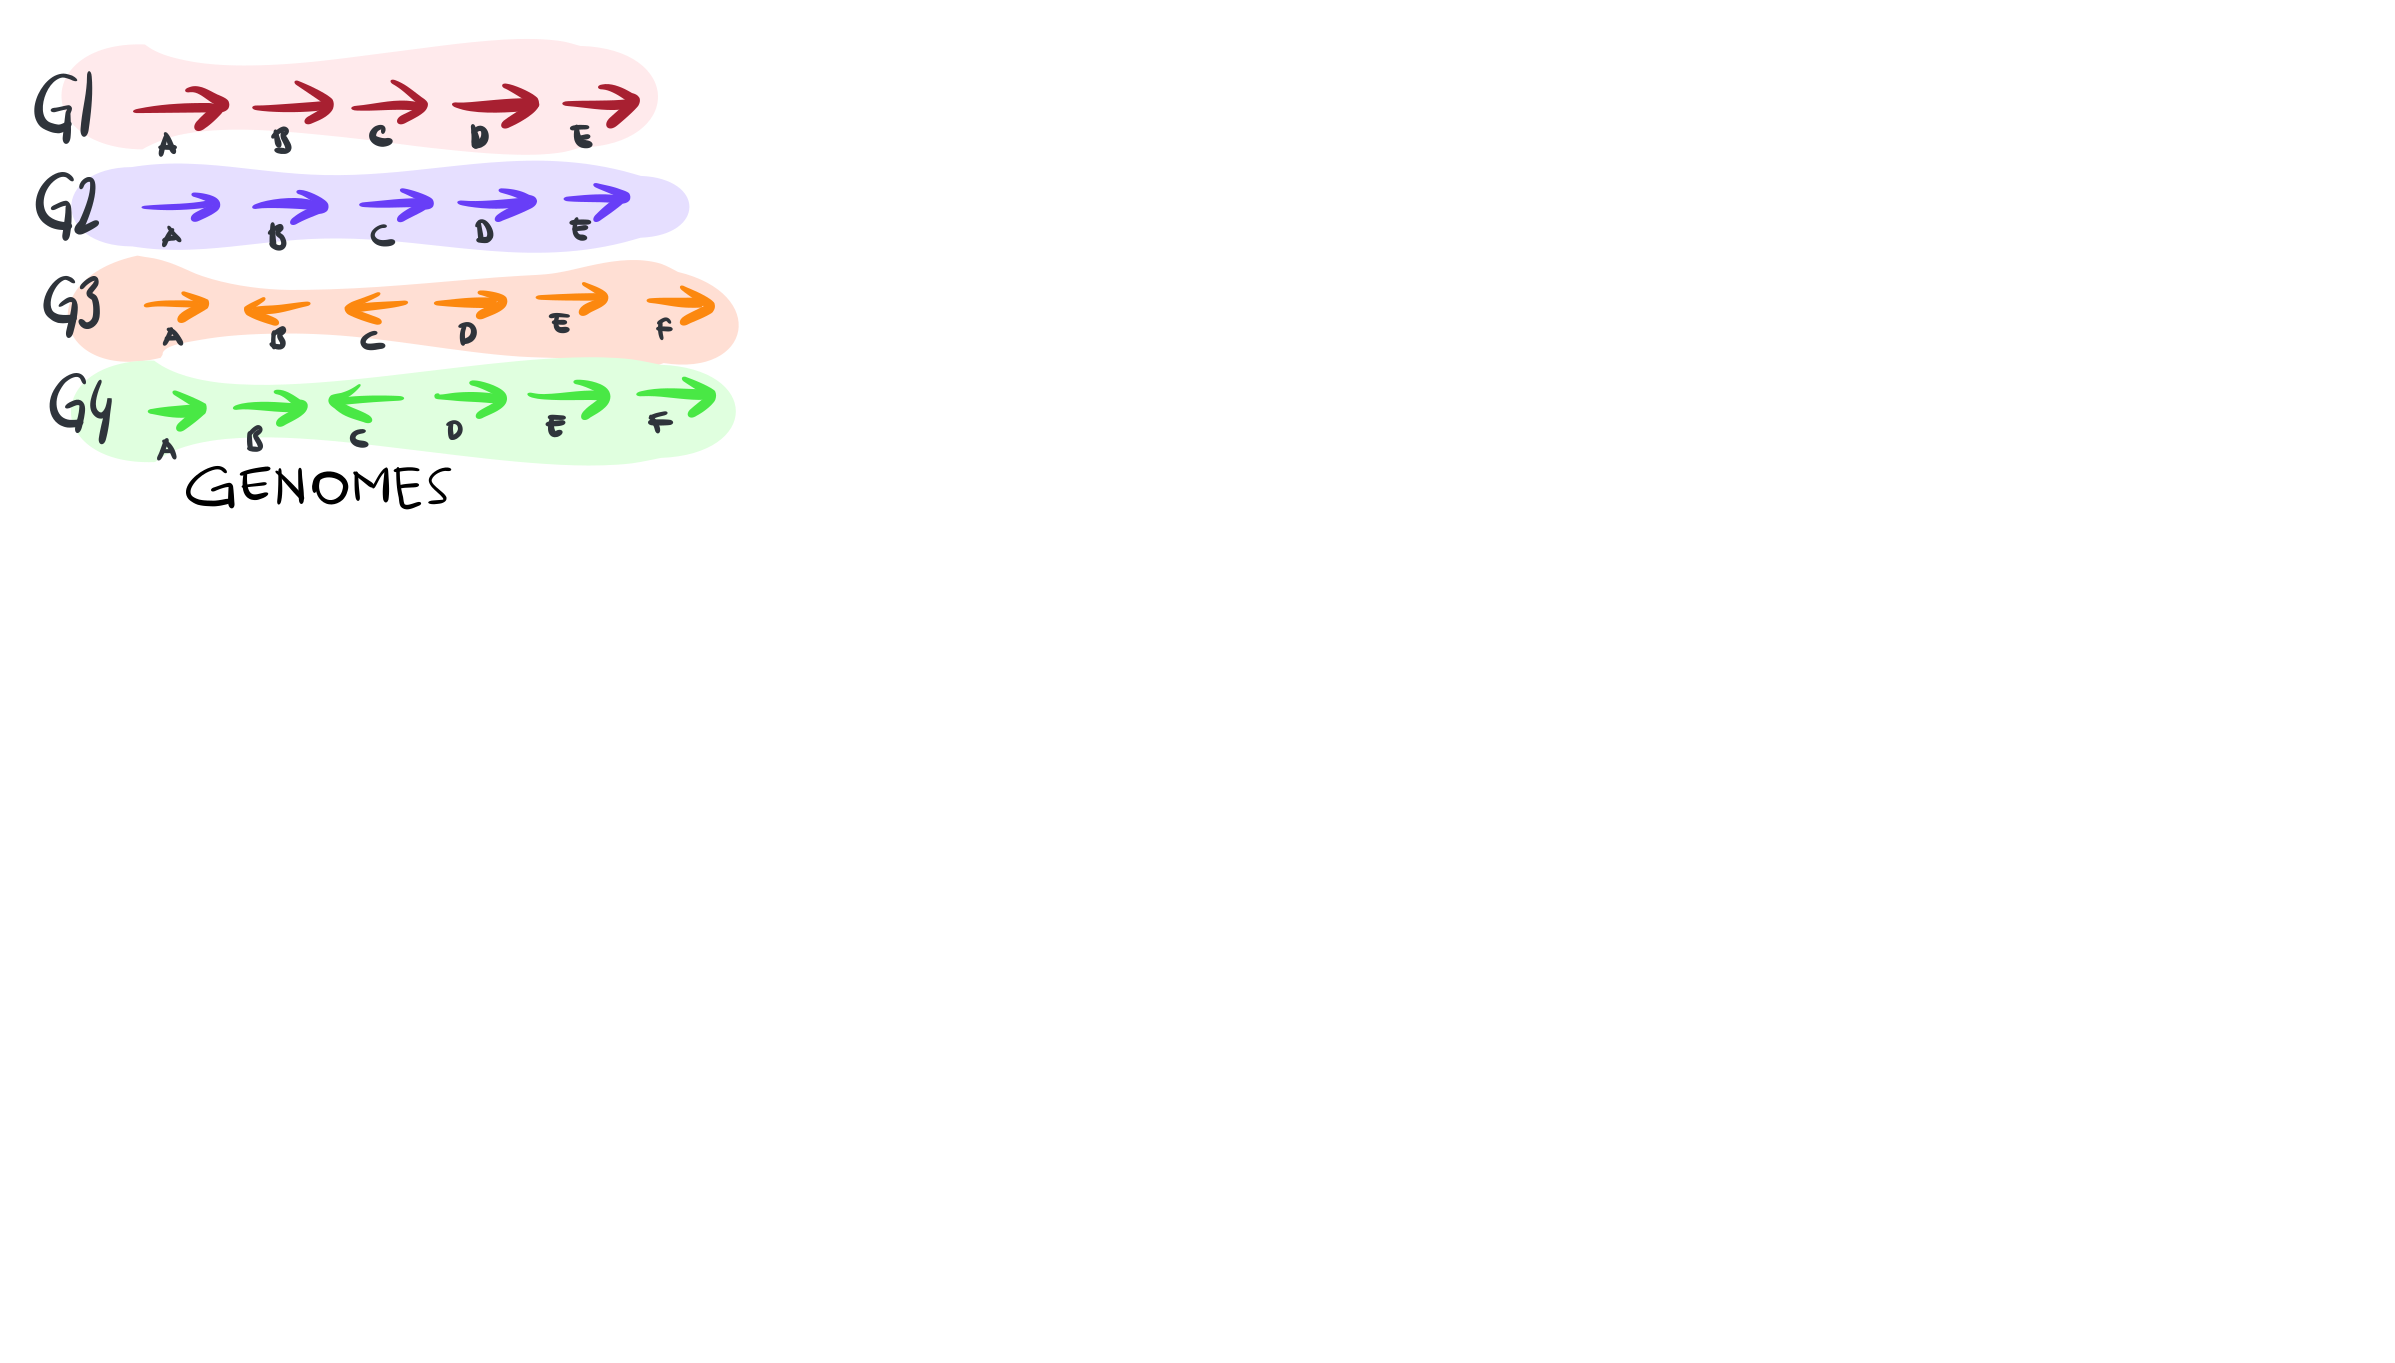 G1
A B C D E
G2
A B C D E
G3
A B C D E F
G4
A B C D E F
GENOMES